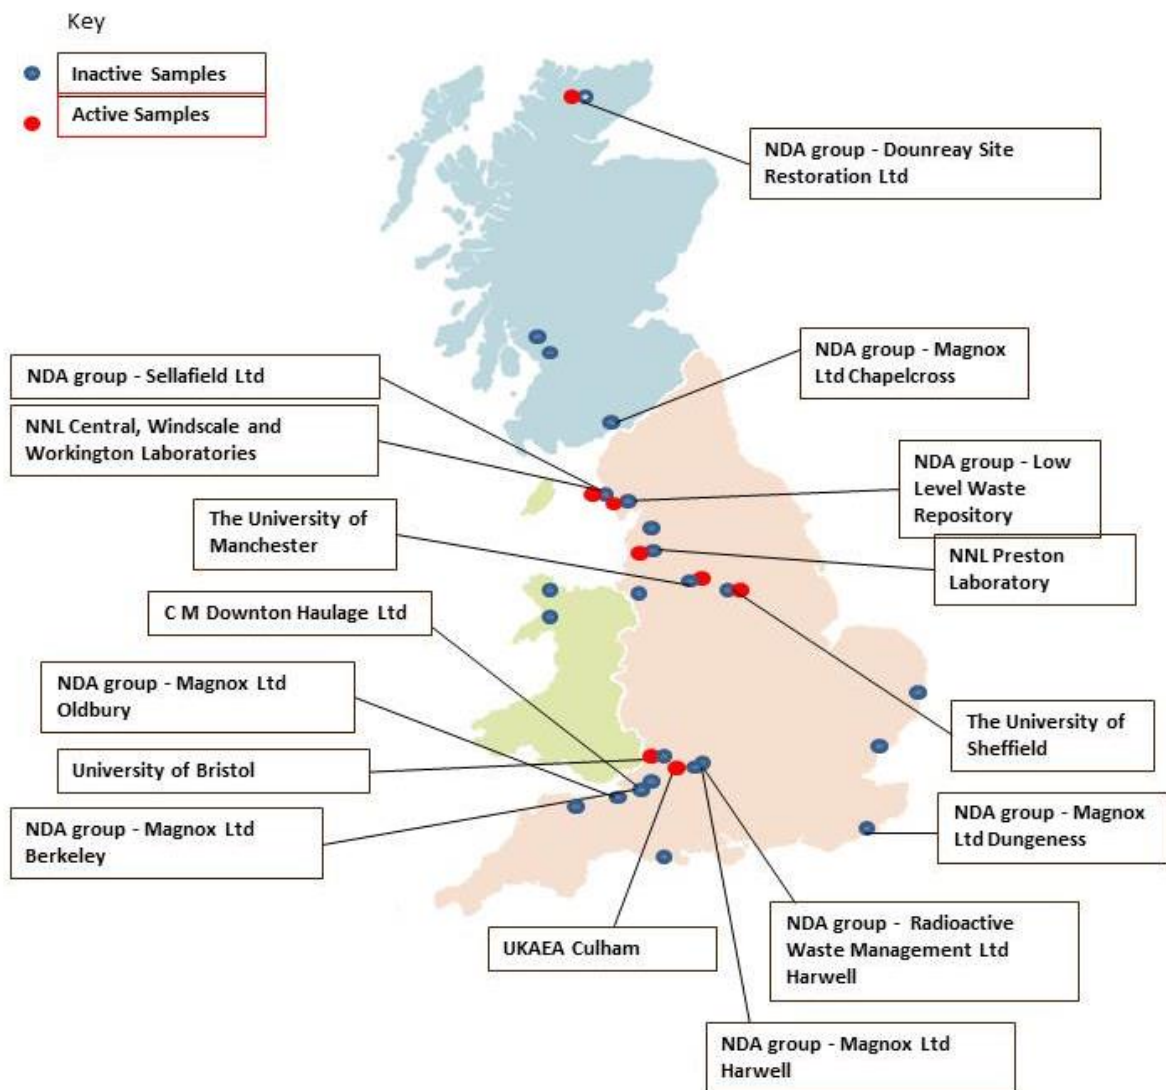 Key
Inactive Samples
Active Samples
NDA group - Dounreay Site
Restoration Ltd
NDA group - Magnox
Ltd Chapelcross
NDA group - Sellafield Ltd
NNL Central, Windscale and
Workington Laboratories
NDA group - Low
Level Waste
Repository
The University of
Manchester
NNL Preston
Laboratory
C M Downton Haulage Ltd
NDA group - Magnox Ltd
Oldbury
The University of
Sheffield
University of Bristol
NDA group - Magnox Ltd
Berkeley
NDA group - Magnox
Ltd Dungeness
UKAEA Culham
NDA group - Radioactive
Waste Management Ltd
Harwell
NDA group - Magnox Ltd
Harwell